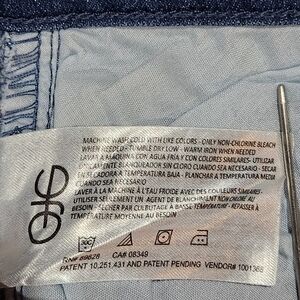 MACHINE WASH COLD WITH LIKE COLORS - ONLY NON-CHLORINE BLEACH
WHEN NEEDED - TUMBLE DRY LOW - WARM IRON WHEN NEEDED
LAVAR A MAQUINA CON AGUA FRIA Y CON COLORES SIMILARES- UTILIZAR
UNICAMENTE BLANQUEADOR SIN CLORO CUANDO SEA NECESARIO - SECAR
EN SECADORA A TEMPERATURA BAJA - PLANCHAR A TEMPERATURA MEDIA
CUANDO SEA NECESARIO
LAVER À LA MACHINE À L'EAU FROIDE AVEC DES COULEURS SIMILAIRES -
UTILISER SEULEMENT UN AGENT DE BLANCHIMENT NON CHLORÉ AU
BESOIN - SÉCHER PAR CULBUTAGE À BASSE TEMPERATURE - REPASSER À
TEMPÉRATURE MOYENNE AU BESOIN
RN# 89828 CA# 08349
PATENT 10,251,431 AND PATENT PENDING VENDOR# 1001368